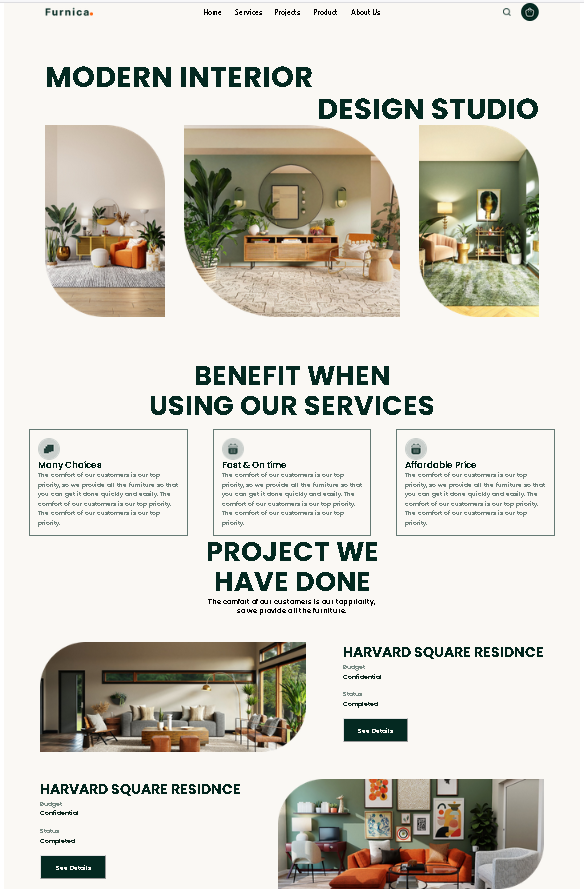 Furnica.
Home Services Projects Product About Us
MODERN INTERIOR
DESIGN STUDIO
BENEFIT WHEN
USING OUR SERVICES
Many Choices
The comfort of our customers is our top
priority, so we provide all the furniture so that
you can get it done quickly and easily. The
comfort of our customers is our top priority.
The comfort of our customers is our top
priority.
Fast & On time
The comfort of our customers is our top
priority, so we provide all the furniture so that
you can get it done quickly and easily. The
comfort of our customers is our top priority.
The comfort of our customers is our top
priority.
Affordable Price
The comfort of our customers is our top
priority, so we provide all the furniture so that
you can get it done quickly and easily. The
comfort of our customers is our top priority.
The comfort of our customers is our top
priority.
PROJECT WE
HAVE DONE
The comfort of our customers is our top priority,
so we provide all the furniture.
HARVARD SQUARE RESIDNCE
Budget
Confidential
Status
Completed
See Details
HARVARD SQUARE RESIDNCE
Budget
Confidential
Status
Completed
See Details